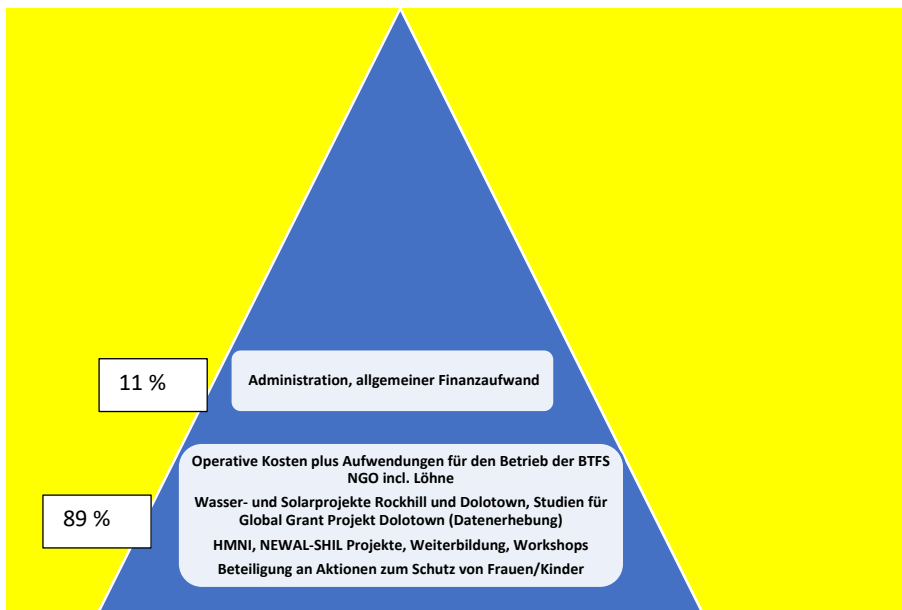 11 %
Administration, allgemeiner Finanzaufwand
Operative Kosten plus Aufwendungen für den Betrieb der BTFS
NGO incl. Löhne
Wasser- und Solarprojekte Rockhill und Dolotown, Studien für
Global Grant Projekt Dolotown (Datenerhebung)
89 %
HMNI, NEWAL-SHIL Projekte, Weiterbildung, Workshops
Beteiligung an Aktionen zum Schutz von Frauen/Kinder